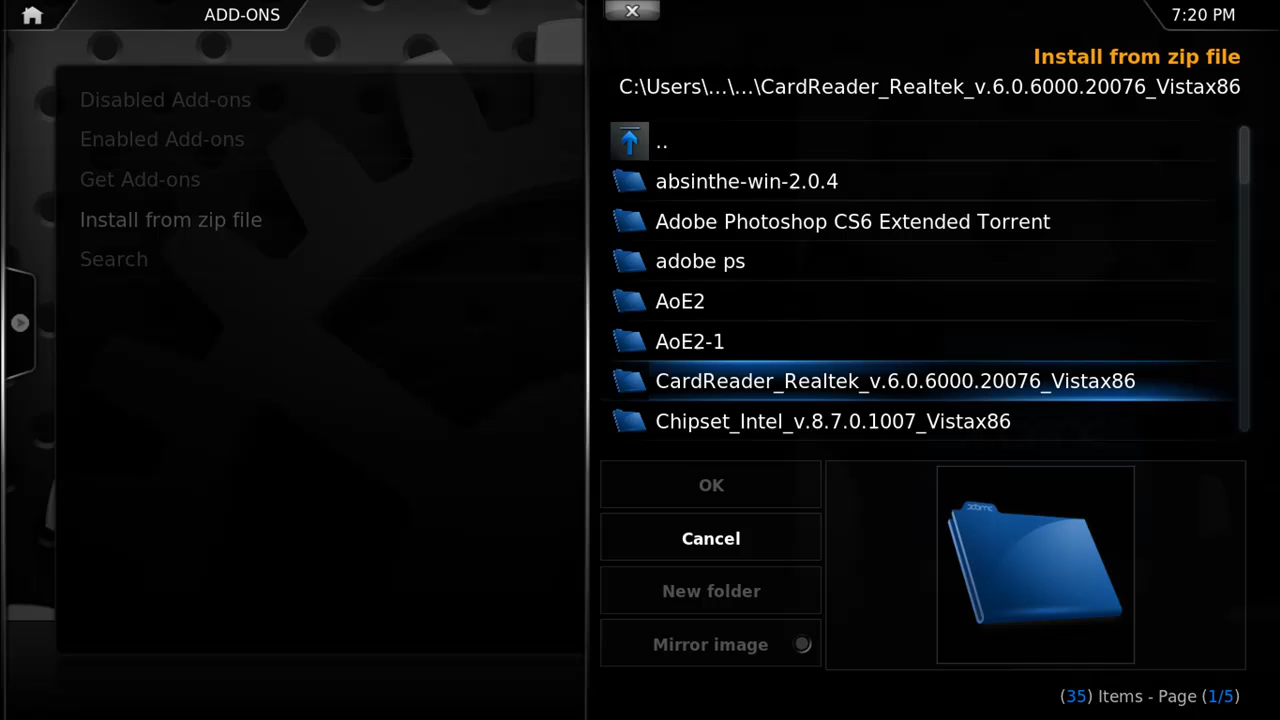 ADD-ONS
7:20 PM
Install from zip file
C:\Users\...\...\CardReader_Realtek_v.6.0.6000.20076_Vistax86
Disabled Add-ons
Enabled Add-ons
Get Add-ons
Install from zip file
Search
..
absinthe-win-2.0.4
Adobe Photoshop CS6 Extended Torrent
adobe ps
AoE2
AoE2-1
CardReader_Realtek_v.6.0.6000.20076_Vistax86
Chipset_Intel_v.8.7.0.1007_Vistax86
OK
Cancel
New folder
Mirror image
xbmc
(35) Items - Page (1/5)